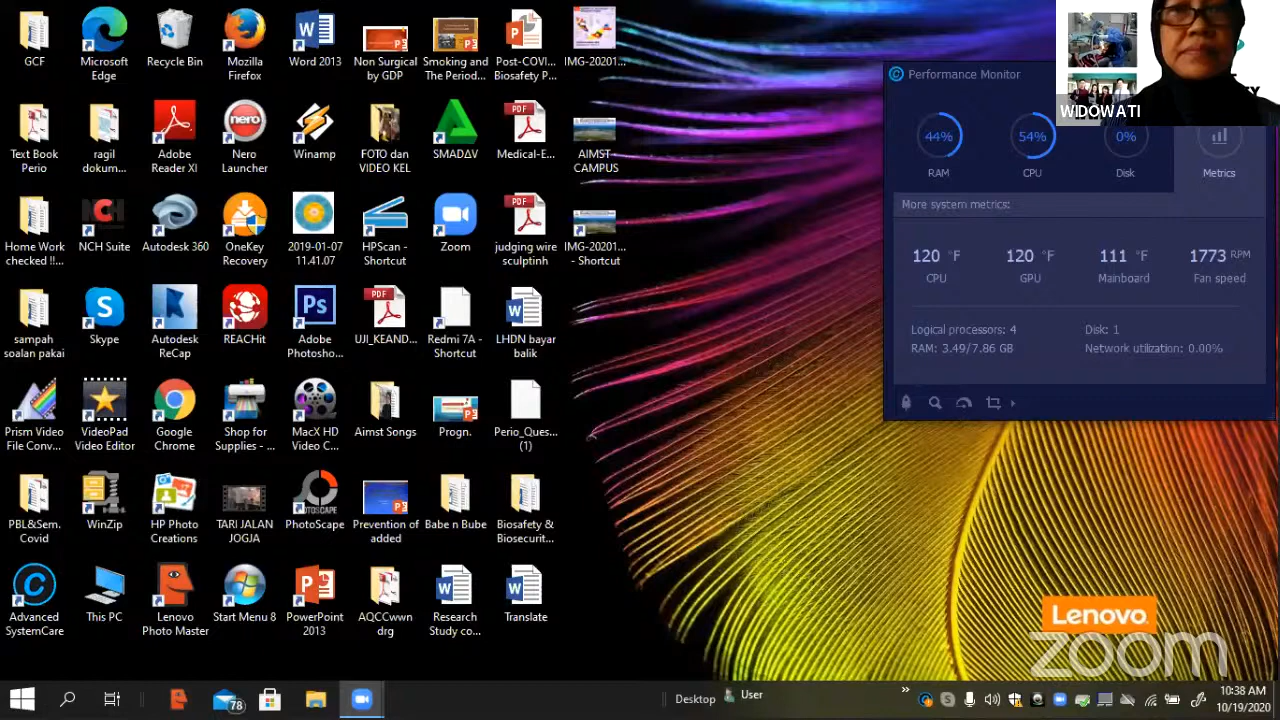 GCF
Microsoft
Edge
Recycle Bin
Mozilla
Firefox
Word 2013
Non Surgical
by GDP
Smoking and
The Period...
Post-COVI...
Biosafety P...
IMG-20201...
Text Book
Perio
ragil
dokum...
Adobe
Reader XI
nero
Nero
Launcher
Winamp
FOTO dan
VIDEO KEL
SMADΔV
PDF
Medical-E...
AIMST-
CAMPUS
Home Work
checked !!...
NCH
NCH Suite
Autodesk 360
OneKey
Recovery
2019-01-07
11.41.07
HPScan -
Shortcut
Zoom
PDF
judging wire
sculptinh
IMG-20201...
- Shortcut
sampah
soalan pakai
Skype
Autodesk
ReCap
REACHit
Ps
Adobe
Photosho...
PDF
UJI_KEAND...
Redmi 7A -
Shortcut
LHDN bayar
balik
Prism Video
File Conv...
VideoPad
Video Editor
Google
Chrome
Shop for
Supplies - ...
MacX HD
Video C...
Aimst Songs
Progn.
Perio_Ques...
(1)
PBL&Sem.
Covid
WinZip
HP Photo
Creations
TARI JALAN
JOGJA
PHOTOSCAPE
PhotoScape
Prevention of
added
Babe n Bube
Biosafety &
Biosecurit...
Advanced
SystemCare
This PC
Lenovo
Photo Master
Start Menu 8
PowerPoint
2013
AQCCwwn
drg
Research
Study co...
Translate
WIDOWATI
Performance Monitor
44%
54%
0%
RAM
CPU
Disk
Metrics
More system metrics:
120 °F
120 °F
111 °F
1773 RPM
CPU
GPU
Mainboard
Fan speed
Logical processors: 4
Disk: 1
RAM: 3.49/7.86 GB
Network utilization: 0.00%
Lenovo
zoom
78
Desktop
User
10:38 AM
10/19/2020